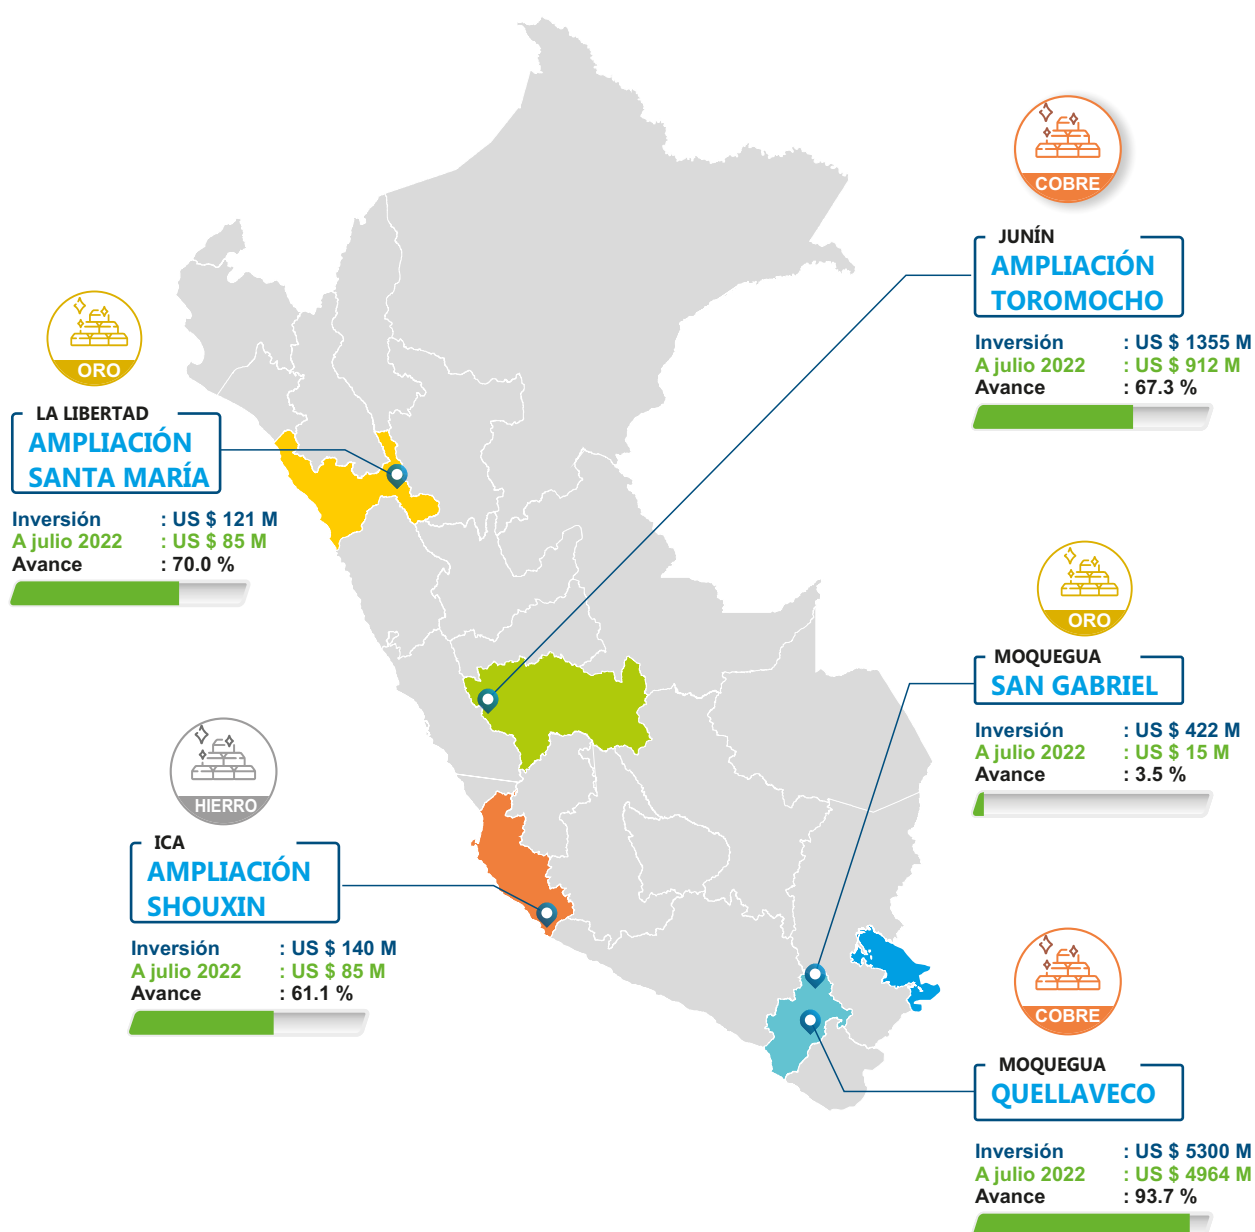 COBRE
JUNÍN
AMPLIACIÓN
TOROMOCHO
Inversión : US $ 1355 M
A julio 2022 : US $ 912 M
Avance : 67.3 %
ORO
LA LIBERTAD
AMPLIACIÓN
SANTA MARÍA
Inversión : US $ 121 M
A julio 2022 : US $ 85 M
Avance : 70.0 %
ORO
MOQUEGUA
SAN GABRIEL
Inversión : US $ 422 M
A julio 2022 : US $ 15 M
Avance : 3.5 %
HIERRO
ICA
AMPLIACIÓN
SHOUXIN
Inversión : US $ 140 M
A julio 2022 : US $ 85 M
Avance : 61.1 %
COBRE
MOQUEGUA
QUELLAVECO
Inversión : US $ 5300 M
A julio 2022 : US $ 4964 M
Avance : 93.7 %